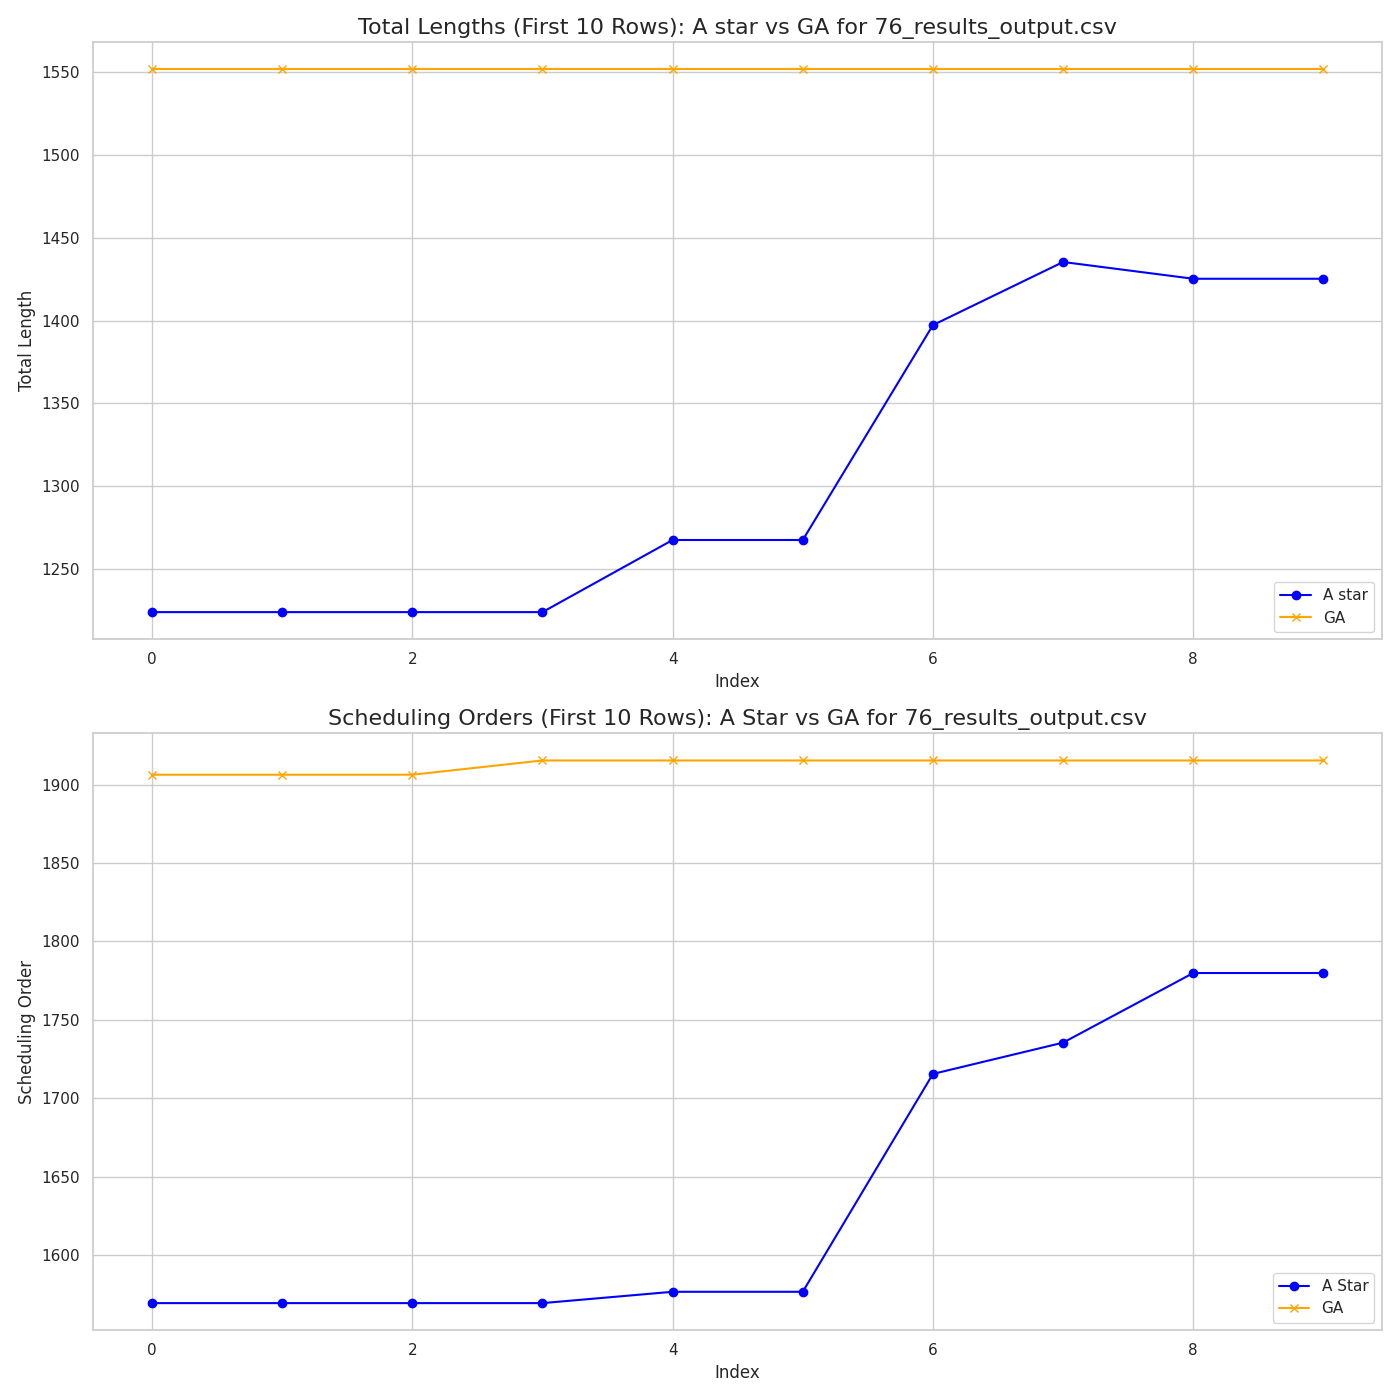 Total Lengths (First 10 Rows): A star vs GA for 76_results_output.csv
1550
1500
1450
1400
1350
1300
1250
Total Length
A star
GA
0 2 4 6 8
Index
Scheduling Orders (First 10 Rows): A Star vs GA for 76_results_output.csv
1900
1850
1800
1750
1700
1650
1600
Scheduling Order
A Star
GA
0 2 4 6 8
Index